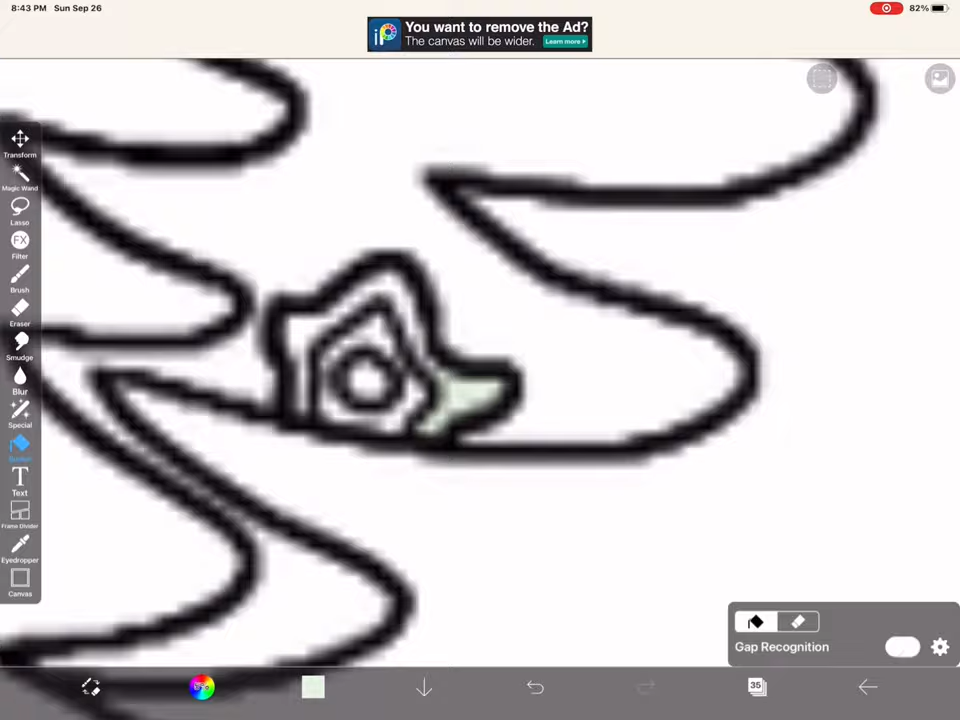 8:43 PM Sun Sep 26
82%
iP
You want to remove the Ad?
The canvas will be wider.
Learn more
Transform
Magic Wand
Lasso
FX
Filter
Brush
Eraser
Smudge
Blur
Special
T
Text
Frame Divider
Eyedropper
Canvas
Gap Recognition
35